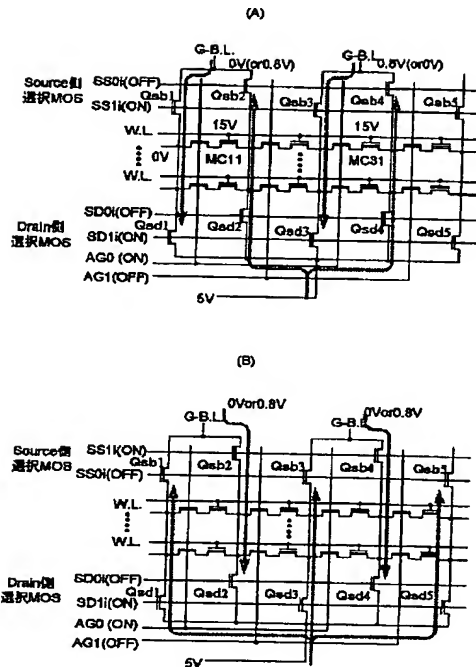 (A)
G-B.L. 0V(or0.8V) G-B.L. 0.8V(or0V)
Source側
選択MOS
SS0i(OFF)
Qsb1 Qsb2 Qsb3 Qsb4 Qsb5
SS1i(ON)
15V 15V
W.L.
0V MC11 MC31
W.L.
Drain側
選択MOS
SD0i(OFF)
Qsd1 Qsd2 Qsd3 Qsd4 Qsd5
SD1i(ON)
AG0 (ON)
AG1(OFF)
5V
(B)
0Vor0.8V 0Vor0.8V
G-B.L. G-B.L
Source側
選択MOS
SS1i(ON)
Qsb1 Qsb2 Qsb3 Qsb4 Qsb5
SS0i(OFF)
W.L.
W.L.
Drain側
選択MOS
SD0i(OFF)
Qsd1 Qsd2 Qsd3 Qsd4 Qsd5
SD1i(ON)
AG0 (ON)
AG1(OFF)
5V